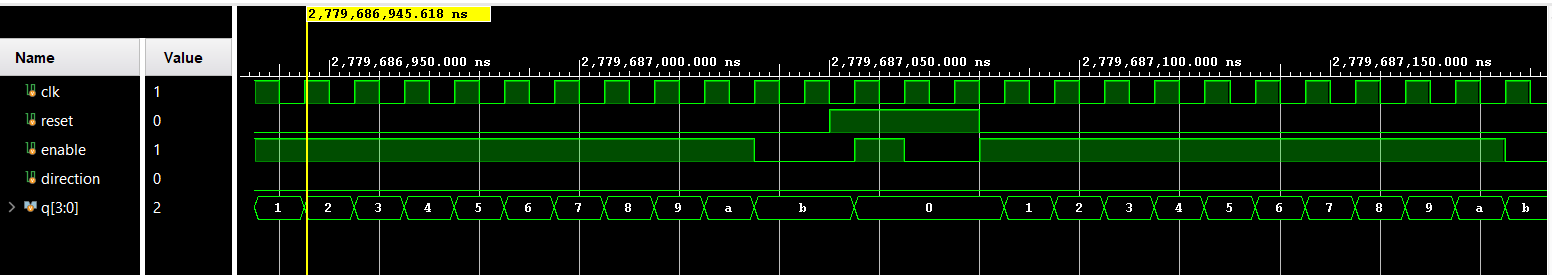 2,779,686,945.618 ns
Name Value 2,779,686,950.000 ns 2,779,687,000.000 ns 2,779,687,050.000 ns 2,779,687,100.000 ns 2,779,687,150.000 ns
clk 1
reset 0
enable 1
direction 0
q[3:0] 2 1 2 3 4 5 6 7 8 9 a b 0 1 2 3 4 5 6 7 8 9 a b